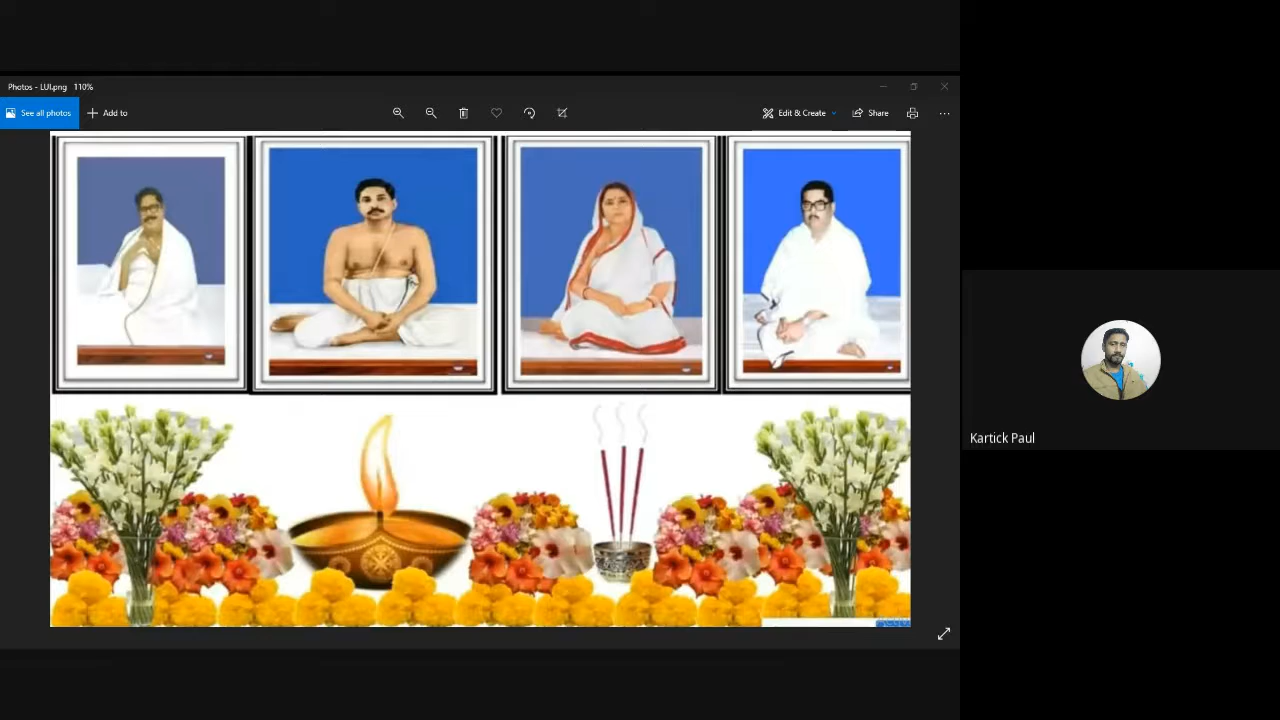 Photos - LUI.png 110%
See all photos
Add to
Edit & Create
Share
Kartick Paul